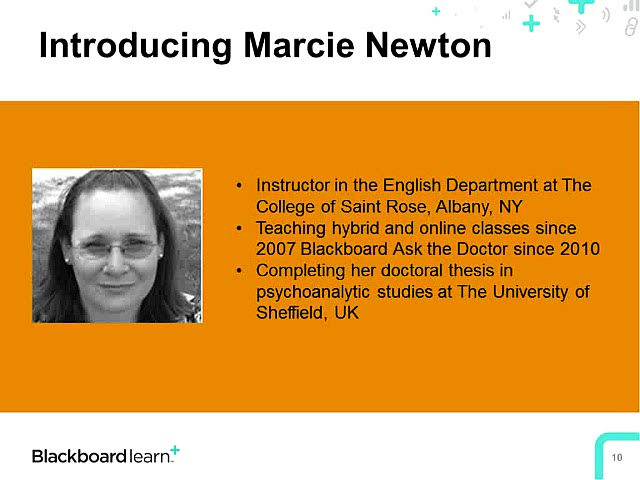 Introducing Marcie Newton
• Instructor in the English Department at The
College of Saint Rose, Albany, NY
• Teaching hybrid and online classes since
2007 Blackboard Ask the Doctor since 2010
• Completing her doctoral thesis in
psychoanalytic studies at The University of
Sheffield, UK
Blackboard learn+
10